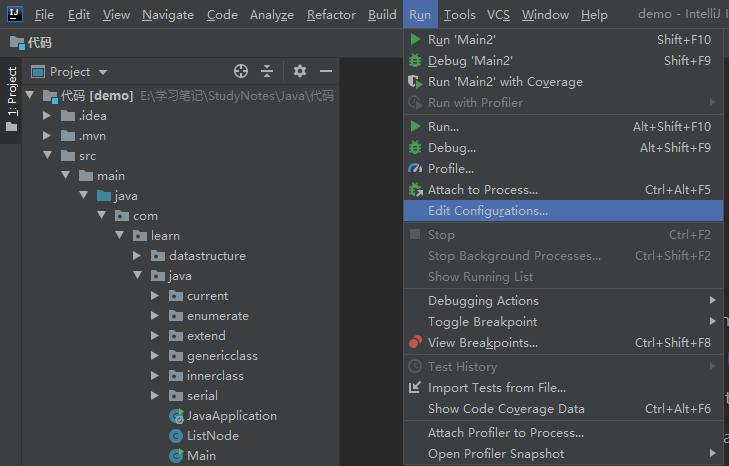 IJ File Edit View Navigate Code Analyze Refactor Build Run Tools VCS Window Help demo - IntelliJ I
代码
1: Project
Project
代码 [demo] E:\学习笔记\StudyNotes\Java\代码
.idea
.mvn
src
main
java
com
learn
datastructure
java
current
enumerate
extend
genericclass
innerclass
serial
JavaApplication
ListNode
Main
Run 'Main2' Shift+F10
Debug 'Main2' Shift+F9
Run 'Main2' with Coverage
Run with Profiler
Run... Alt+Shift+F10
Debug... Alt+Shift+F9
Profile...
Attach to Process... Ctrl+Alt+F5
Edit Configurations...
Stop Ctrl+F2
Stop Background Processes... Ctrl+Shift+F2
Show Running List
Debugging Actions
Toggle Breakpoint
View Breakpoints... Ctrl+Shift+F8
Test History
Import Tests from File...
Show Code Coverage Data Ctrl+Alt+F6
Attach Profiler to Process...
Open Profiler Snapshot